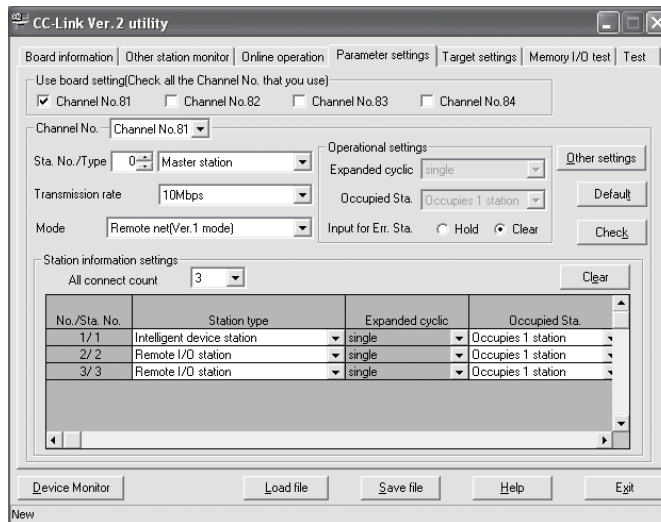 CC-Link Ver.2 utility
Board information Other station monitor Online operation Parameter settings Target settings Memory I/O test Test
Use board setting(Check all the Channel No. that you use)
Channel No.81 Channel No.82 Channel No.83 Channel No.84
Channel No. Channel No.81
Sta. No./Type 0 Master station
Transmission rate 10Mbps
Mode Remote net(Ver.1 mode)
Operational settings
Expanded cyclic single
Occupied Sta. Occupies 1 station
Input for Err. Sta. Hold Clear
Other settings
Default
Check
Station information settings
All connect count 3 Clear
No./Sta. No. Station type Expanded cyclic Occupied Sta.
1/ 1 Intelligent device station single Occupies 1 station
2/ 2 Remote I/O station single Occupies 1 station
3/ 3 Remote I/O station single Occupies 1 station
Device Monitor Load file Save file Help Exit
New